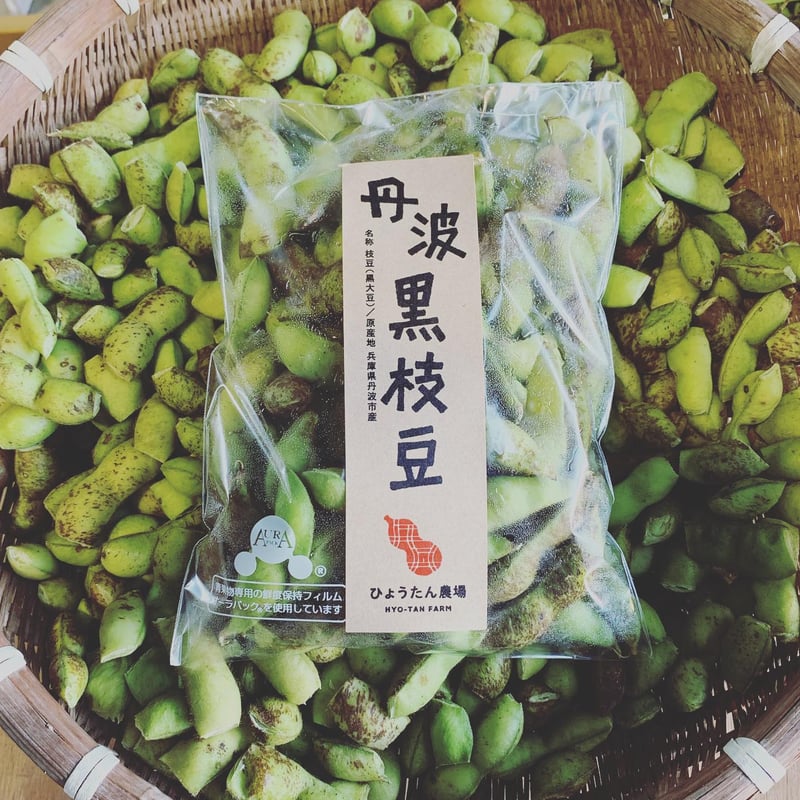 丹波黒枝豆
名称 枝豆(黒大豆)／原産地 兵庫県丹波市産
ひょうたん農場
HYO-TAN FARM
AURA
PACK
®
青果物専用の鮮度保持フィルム
オーラパックを使用しています